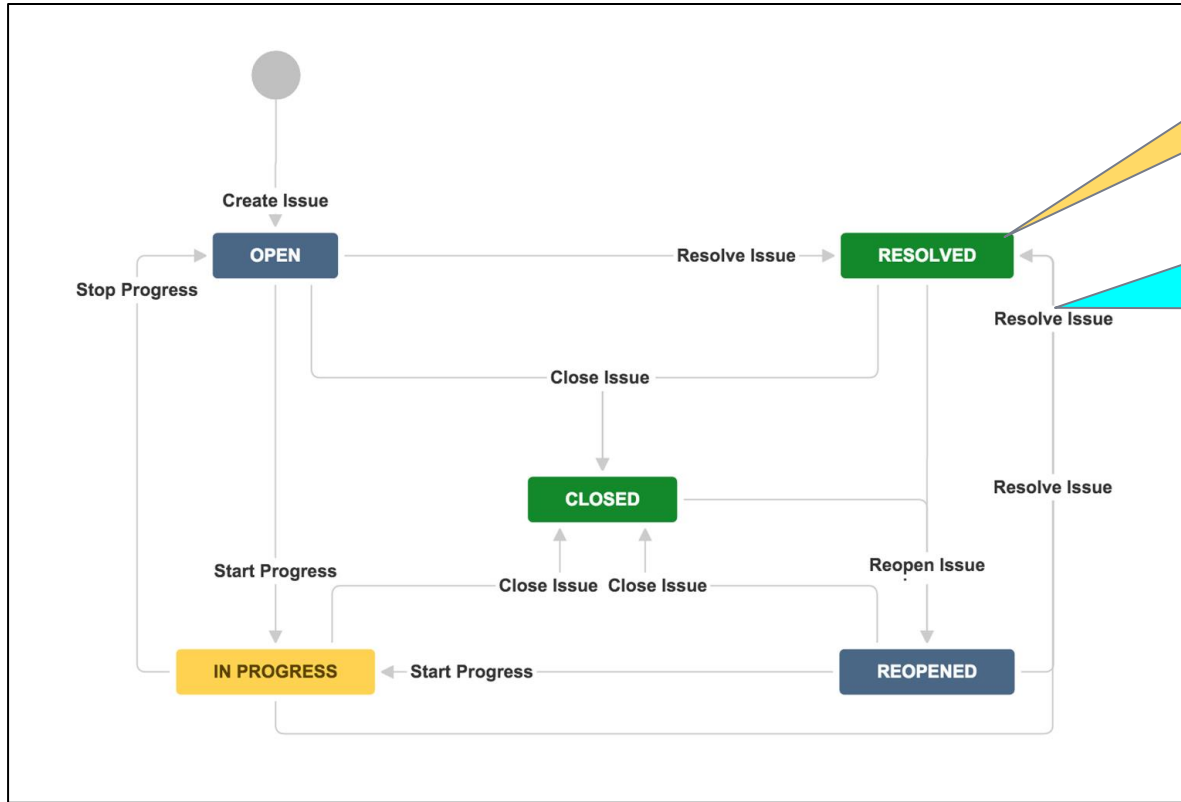 Create Issue
OPEN
Resolve Issue
RESOLVED
Stop Progress
Resolve Issue
Close Issue
CLOSED
Resolve Issue
Start Progress
Reopen Issue
Close Issue
Close Issue
IN PROGRESS
Start Progress
REOPENED